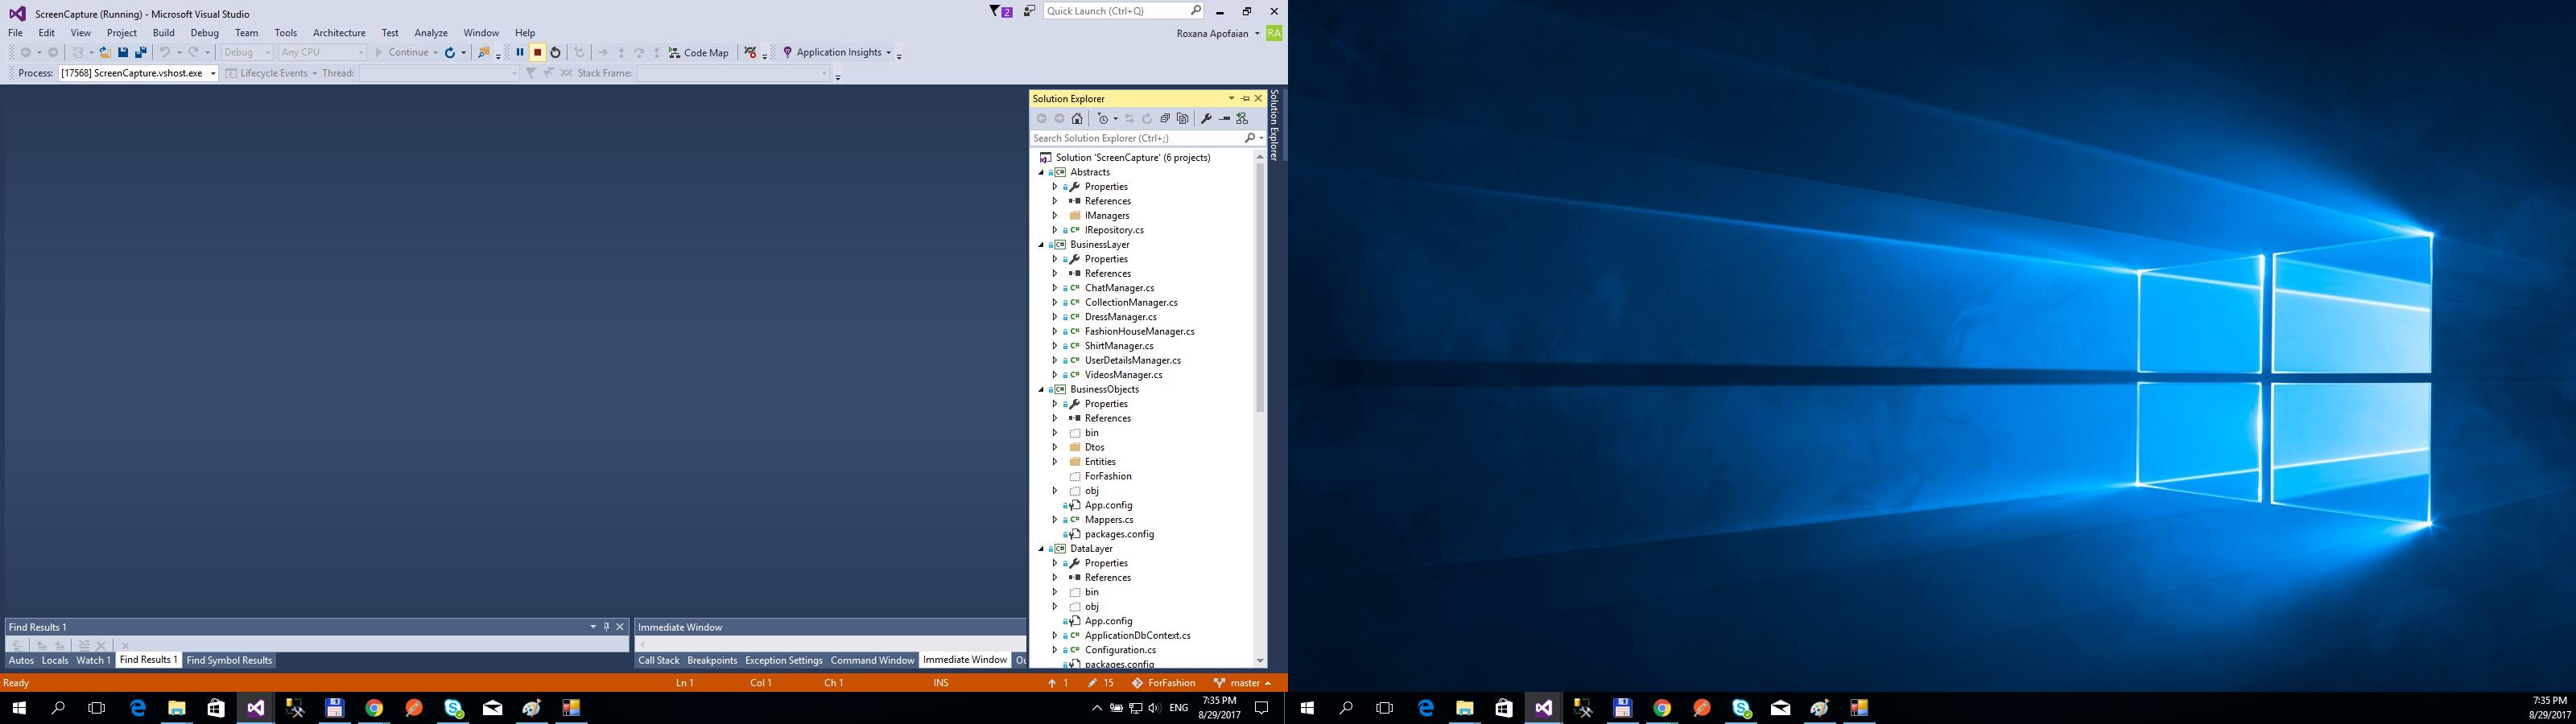 ScreenCapture (Running) - Microsoft Visual Studio
2
Quick Launch (Ctrl+Q)
File Edit View Project Build Debug Team Tools Architecture Test Analyze Window Help
Roxana Apofaian RA
Debug Any CPU Continue Code Map Application Insights
Process: [17568] ScreenCapture.vshost.exe Lifecycle Events Thread: Stack Frame:
Solution Explorer
Solution Explorer
Search Solution Explorer (Ctrl+;)
Solution 'ScreenCapture' (6 projects)
C# Abstracts
Properties
References
IManagers
C# IRepository.cs
C# BusinessLayer
Properties
References
C# ChatManager.cs
C# CollectionManager.cs
C# DressManager.cs
C# FashionHouseManager.cs
C# ShirtManager.cs
C# UserDetailsManager.cs
C# VideosManager.cs
C# BusinessObjects
Properties
References
bin
Dtos
Entities
ForFashion
obj
App.config
C# Mappers.cs
packages.config
C# DataLayer
Properties
References
bin
obj
App.config
C# ApplicationDbContext.cs
C# Configuration.cs
packages.config
Find Results 1
Immediate Window
Autos Locals Watch 1 Find Results 1 Find Symbol Results
Call Stack Breakpoints Exception Settings Command Window Immediate Window Ou
Ready
Ln 1 Col 1 Ch 1 INS
1 15 ForFashion master
ENG
7:35 PM
8/29/2017
7:35 PM
8/29/2017